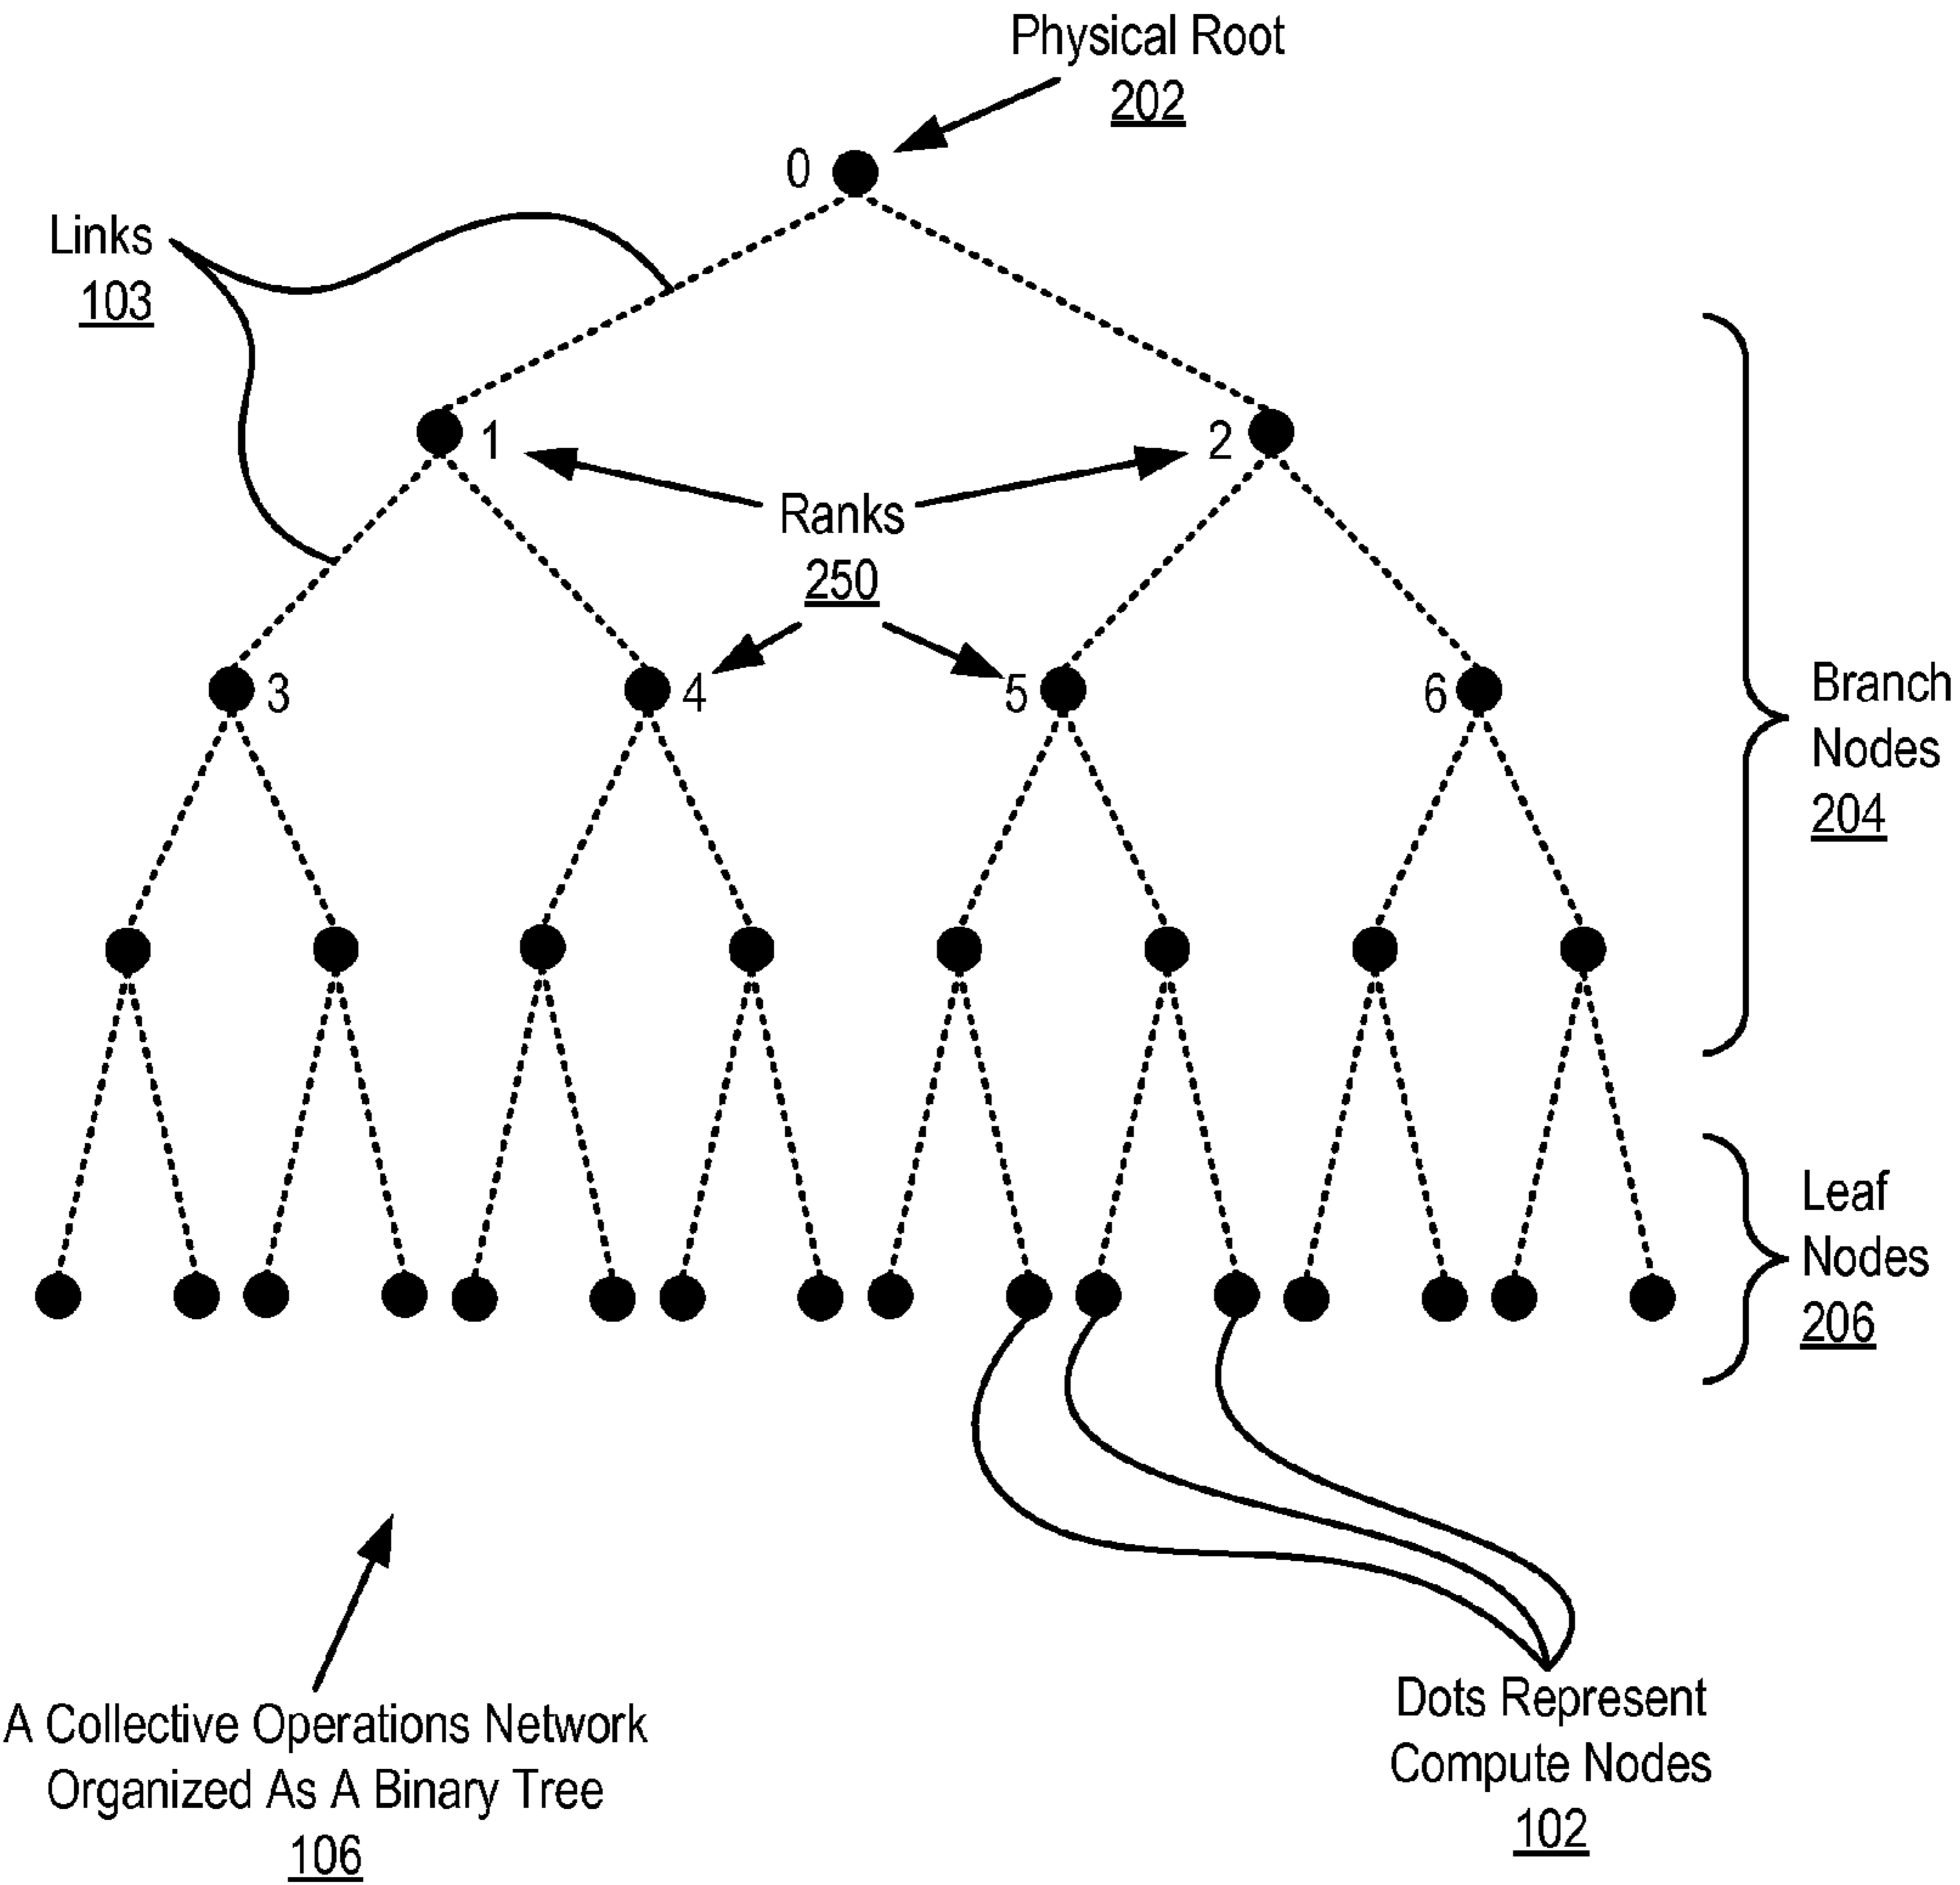 Physical Root
202
0
Links
103
1
2
Ranks
250
3
4
5
6
Branch
Nodes
204
Leaf
Nodes
206
A Collective Operations Network
Organized As A Binary Tree
106
Dots Represent
Compute Nodes
102